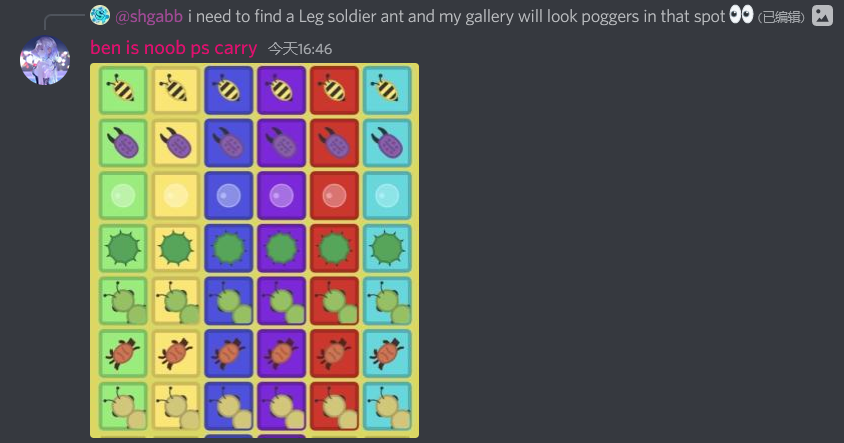 @shgabb i need to find a Leg soldier ant and my gallery will look poggers in that spot 👀 (已编辑)
ben is noob ps carry 今天16:46